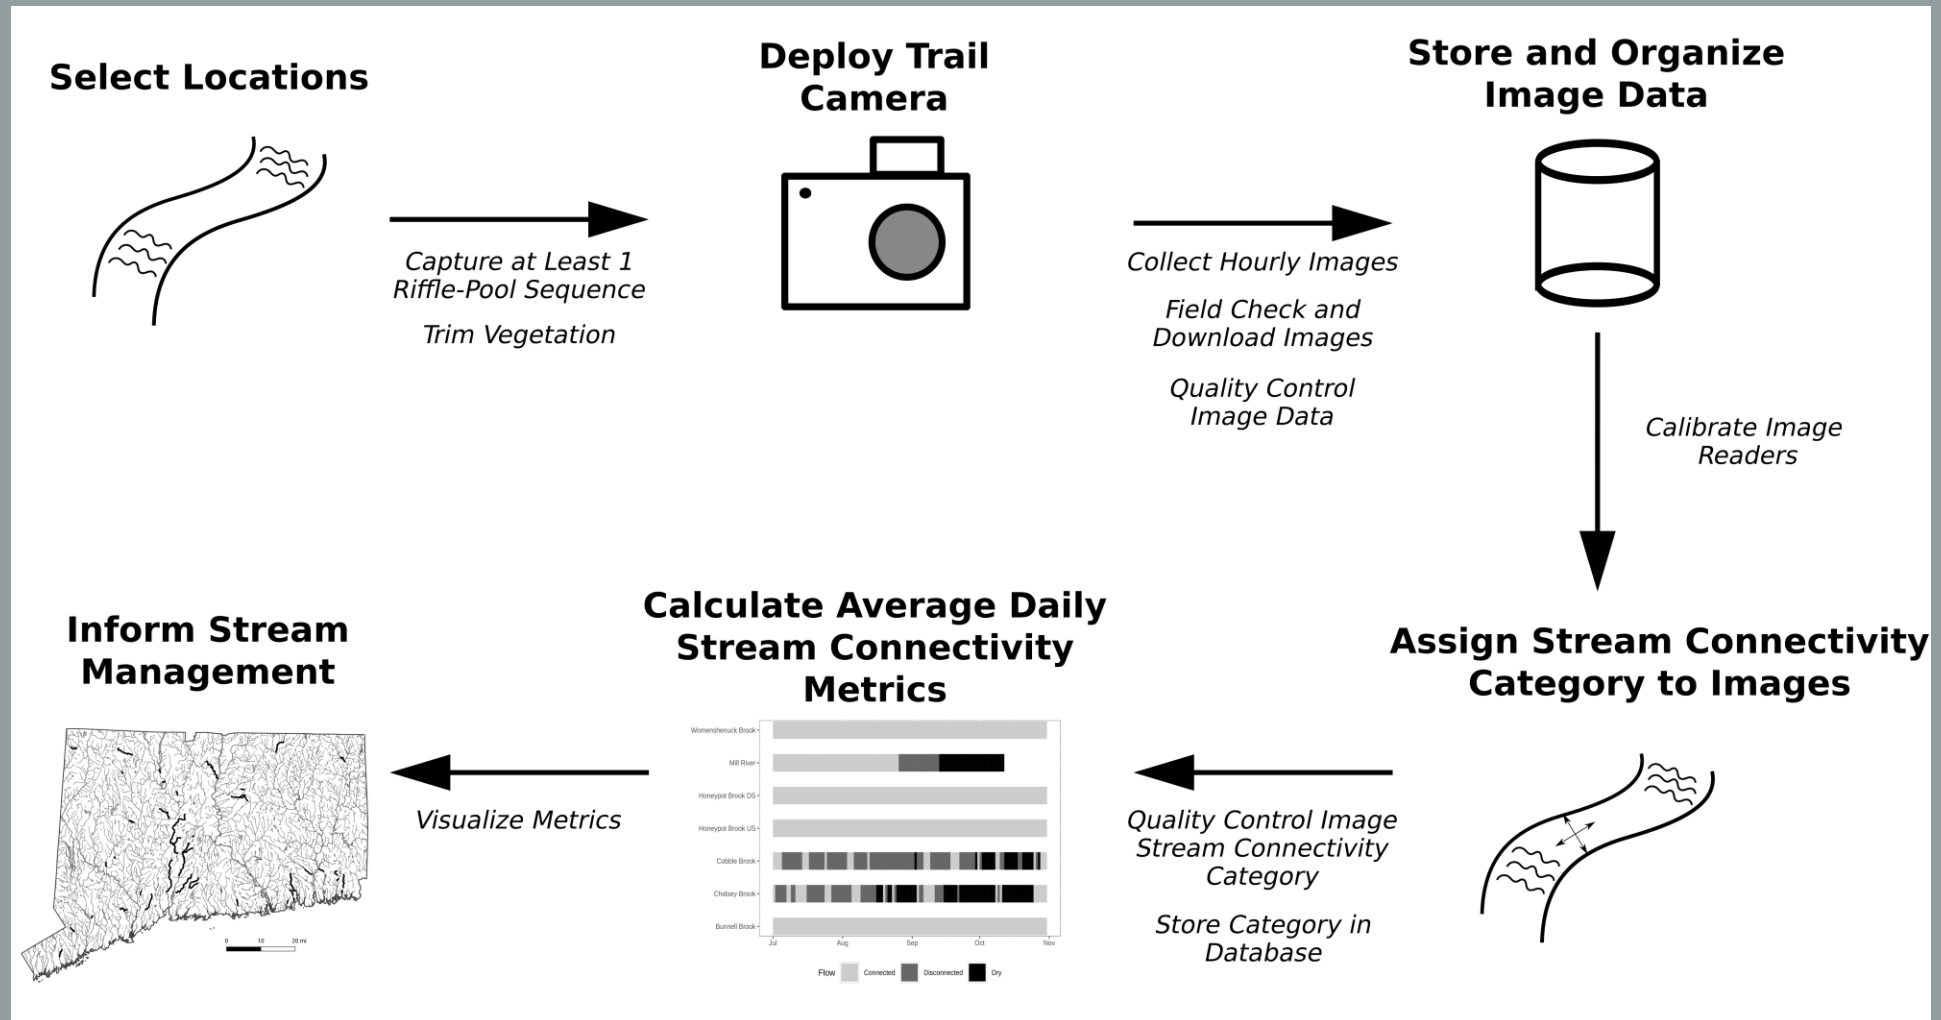 Select Locations
Capture at Least 1
Riffle-Pool Sequence
Trim Vegetation
Deploy Trail
Camera
Collect Hourly Images
Field Check and
Download Images
Quality Control
Image Data
Store and Organize
Image Data
Calibrate Image
Readers
Assign Stream Connectivity
Category to Images
Quality Control Image
Stream Connectivity
Category
Store Category in
Database
Calculate Average Daily
Stream Connectivity
Metrics
Womenshenuck Brook
Mill River
Honeypot Brook DS
Honeypot Brook US
Cobble Brook
Chidsey Brook
Bunnell Brook
Jul Aug Sep Oct Nov
Flow Connected Disconnected Dry
Visualize Metrics
Inform Stream
Management
0 10 20 mi